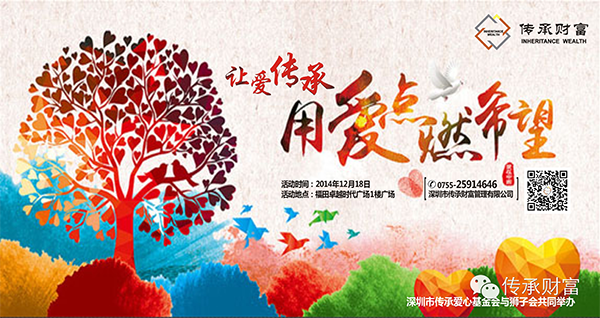 INHERITANCE
WEALTH
传承财富
INHERITANCE WEALTH
让爱传承
用爱点燃希望
活动时间：2014年12月18日
活动地点：福田卓越时代广场1楼广场
0755-25914646
深圳市传承财富管理有限公司
传承财富
深圳市传承爱心基金会与狮子会共同举办